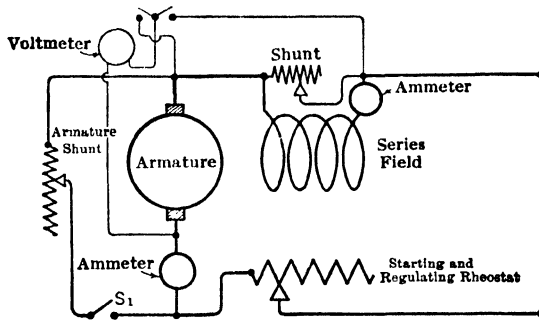 Voltmeter
Shunt
Ammeter
Armature
Shunt
Armature
Series
Field
Ammeter
Starting and
Regulating Rheostat
S1